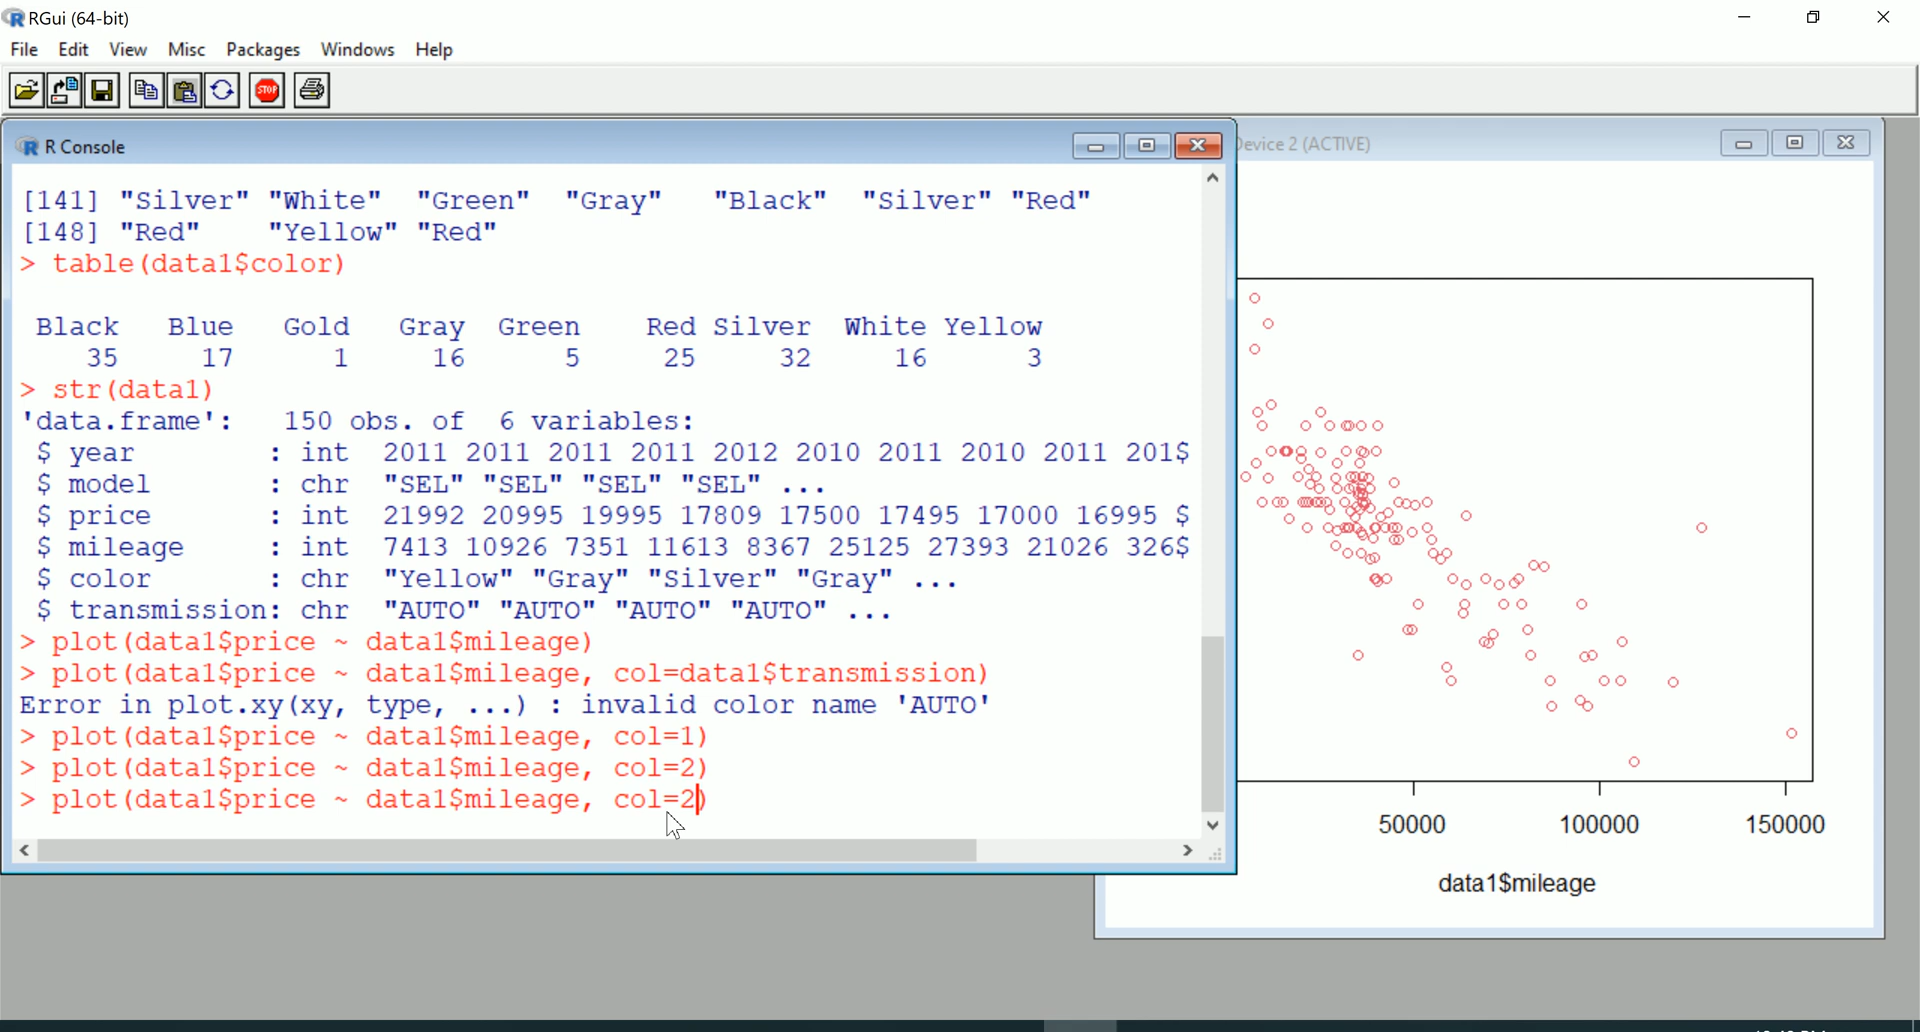 RGui (64-bit)
File Edit View Misc Packages Windows Help
STOP
R Console
[141] "Silver" "White" "Green" "Gray" "Black" "Silver" "Red"
[148] "Red" "Yellow" "Red"
> table(data1$color)
Black Blue Gold Gray Green Red Silver White Yellow
35 17 1 16 5 25 32 16 3
> str(data1)
'data.frame': 150 obs. of 6 variables:
$ year : int 2011 2011 2011 2011 2012 2010 2011 2010 2011 201$
$ model : chr "SEL" "SEL" "SEL" "SEL" ...
$ price : int 21992 20995 19995 17809 17500 17495 17000 16995 $
$ mileage : int 7413 10926 7351 11613 8367 25125 27393 21026 326$
$ color : chr "Yellow" "Gray" "Silver" "Gray" ...
$ transmission: chr "AUTO" "AUTO" "AUTO" "AUTO" ...
> plot(data1$price ~ data1$mileage)
> plot(data1$price ~ data1$mileage, col=data1$transmission)
Error in plot.xy(xy, type, ...) : invalid color name 'AUTO'
> plot(data1$price ~ data1$mileage, col=1)
> plot(data1$price ~ data1$mileage, col=2)
> plot(data1$price ~ data1$mileage, col=2)
Device 2 (ACTIVE)
50000 100000 150000
data1$mileage